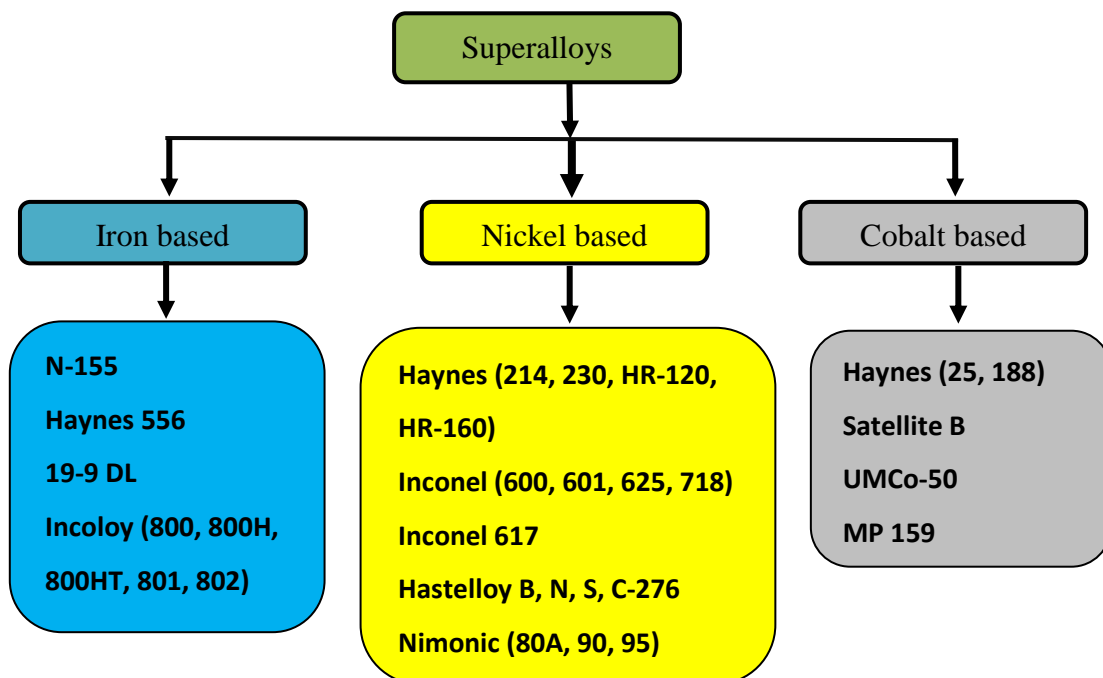 Superalloys
Iron based
Nickel based
Cobalt based
N-155
Haynes 556
19-9 DL
Incoloy (800, 800H,
800HT, 801, 802)
Haynes (214, 230, HR-120,
HR-160)
Inconel (600, 601, 625, 718)
Inconel 617
Hastelloy B, N, S, C-276
Nimonic (80A, 90, 95)
Haynes (25, 188)
Satellite B
UMCo-50
MP 159